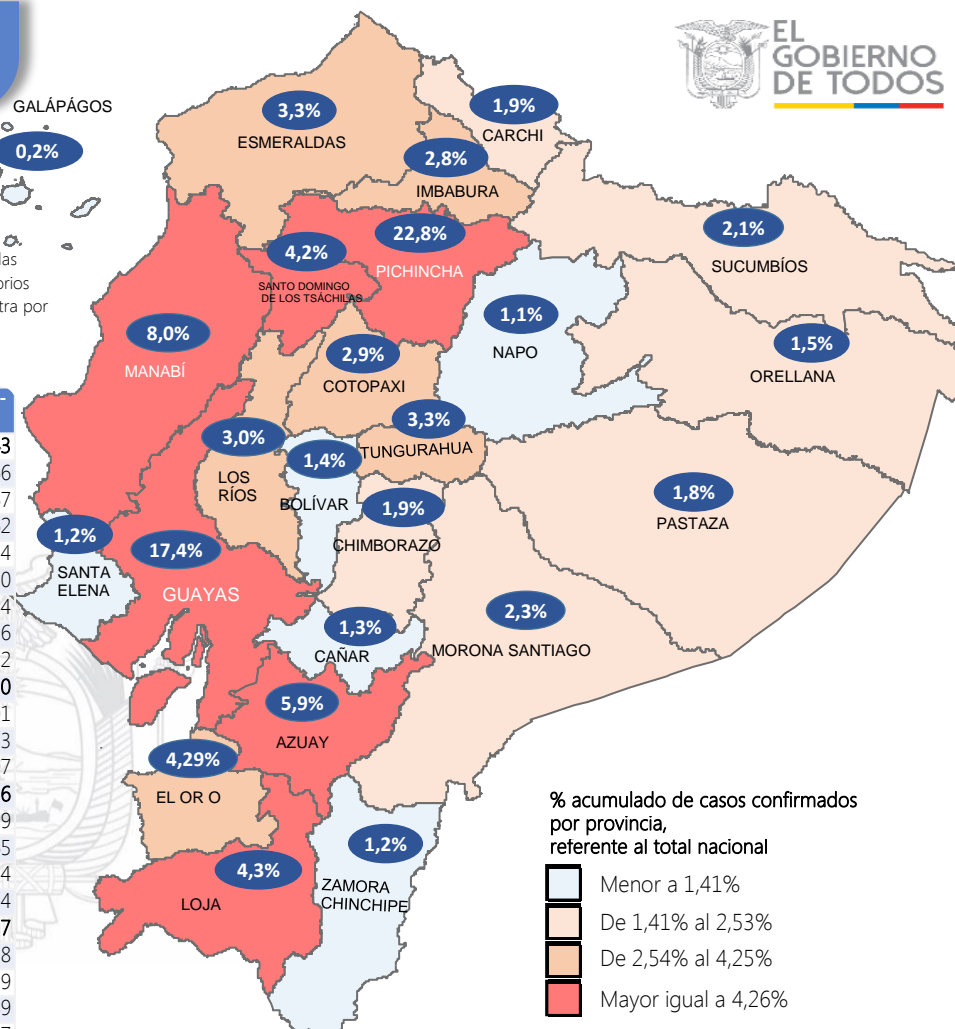 EL
GOBIERNO
DE TODOS
GALÁPÁGOS
0,2%
das
orios
tra por
3,3%
ESMERALDAS
1,9%
CARCHI
2,8%
IMBABURA
22,8%
PICHINCHA
4,2%
SANTO DOMINGO
DE LOS TSÁCHILAS
2,1%
SUCUMBÍOS
8,0%
MANABÍ
1,1%
NAPO
1,5%
ORELLANA
2,9%
COTOPAXI
3,3%
TUNGURAHUA
3,0%
LOS
RÍOS
1,4%
BOLÍVAR
1,8%
PASTAZA
1,9%
CHIMBORAZO
1,2%
SANTA
ELENA
17,4%
GUAYAS
2,3%
MORONA SANTIAGO
1,3%
CAÑAR
5,9%
AZUAY
4,29%
EL OR O
4,3%
LOJA
1,2%
ZAMORA
CHINCHIPE
% acumulado de casos confirmados
por provincia,
referente al total nacional
Menor a 1,41%
De 1,41% al 2,53%
De 2,54% al 4,25%
Mayor igual a 4,26%